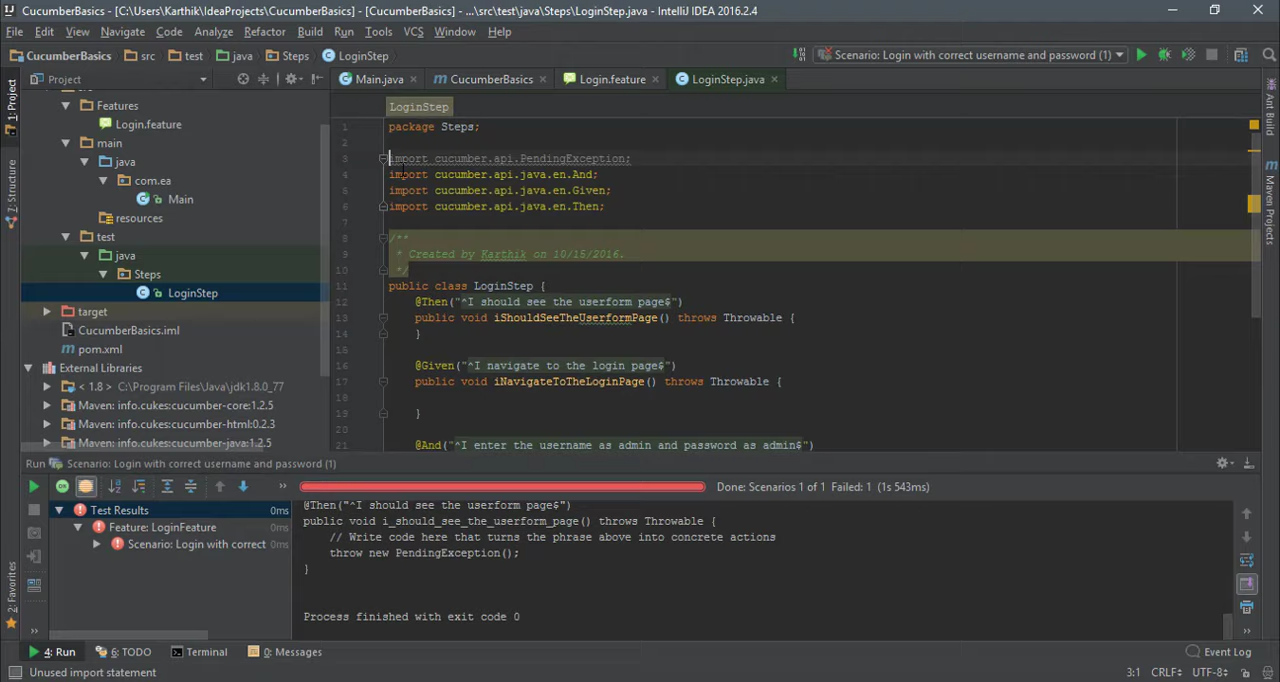 CucumberBasics - [C:\Users\Karthik\IdeaProjects\CucumberBasics] - [CucumberBasics] - ...\src\test\java\Steps\LoginStep.java - IntelliJ IDEA 2016.2.4
File Edit View Navigate Code Analyze Refactor Build Run Tools VCS Window Help
CucumberBasics src test java Steps LoginStep Scenario: Login with correct username and password (1)
Project Main.java CucumberBasics Login.feature LoginStep.java
1: Project
7: Structure
2: Favorites
Ant Build
Maven Projects
Features
Login.feature
main
java
com.ea
Main
resources
test
java
Steps
LoginStep
target
CucumberBasics.iml
pom.xml
External Libraries
< 1.8 > C:\Program Files\Java\jdk1.8.0_77
Maven: info.cukes:cucumber-core:1.2.5
Maven: info.cukes:cucumber-html:0.2.3
Maven: info.cukes:cucumber-java:1.2.5
LoginStep
1 package Steps;
2
3 import cucumber.api.PendingException;
4 import cucumber.api.java.en.And;
5 import cucumber.api.java.en.Given;
6 import cucumber.api.java.en.Then;
7
8 /**
9 * Created by Karthik on 10/15/2016.
10 */
11 public class LoginStep {
12 @Then("^I should see the userform page$")
13 public void iShouldSeeTheUserformPage() throws Throwable {
14 }
15
16 @Given("^I navigate to the login page$")
17 public void iNavigateToTheLoginPage() throws Throwable {
18
19 }
20
21 @And("^I enter the username as admin and password as admin$")
Run Scenario: Login with correct username and password (1)
Done: Scenarios 1 of 1 Failed: 1 (1s 543ms)
Test Results 0ms
Feature: LoginFeature 0ms
Scenario: Login with correct 0ms
@Then("^I should see the userform page$")
public void i_should_see_the_userform_page() throws Throwable {
// Write code here that turns the phrase above into concrete actions
throw new PendingException();
}
Process finished with exit code 0
4: Run 6: TODO Terminal 0: Messages Event Log
Unused import statement 3:1 CRLF UTF-8